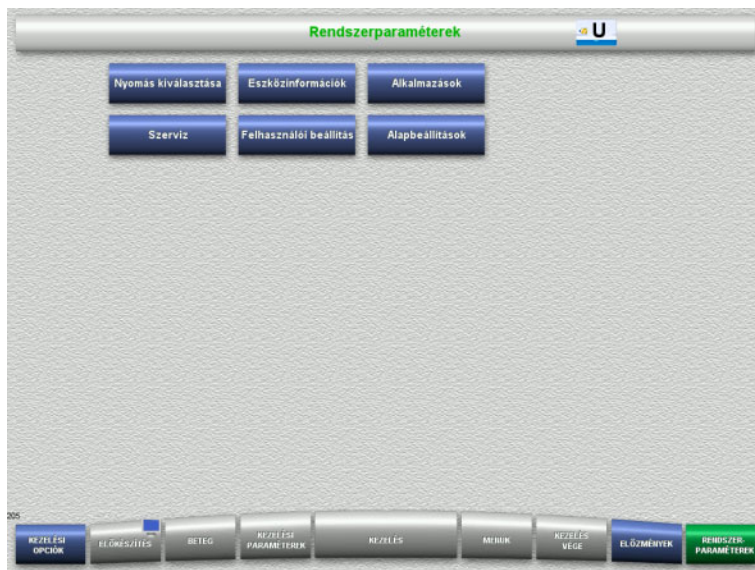 Rendszerparaméterek
U
Nyomás kiválasztása Eszközinformációk Alkalmazások
Szerviz Felhasználói beállítás Alapbeállítások
205
KEZELÉSI OPCIÓK
ELŐKÉSZÍTÉS
BETEG
KEZELÉSI PARAMÉTEREK
KEZELÉS
MENÜK
KEZELÉS VÉGE
ELŐZMÉNYEK
RENDSZER-
PARAMÉTEREK